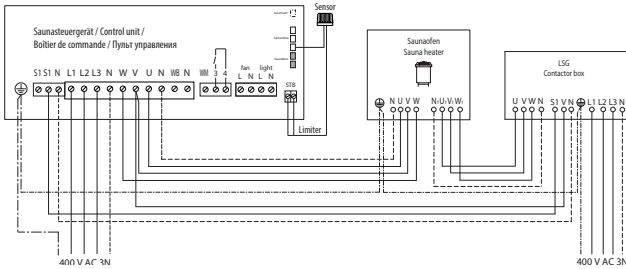 Saunasteuergerät / Control unit /
Boîtier de commande / Пульт управления
Sensor
S1 S1 N L1 L2 L3 N W V U N WB N WM 3 4
fan light
L N L N
STB
Limiter
Saunaofen
Sauna heater
N U V W N1 U1 V1 W1
LSG
Contactor box
U V W N S1 V N L1 L2 L3 N
400 V AC 3N
400 V AC 3N